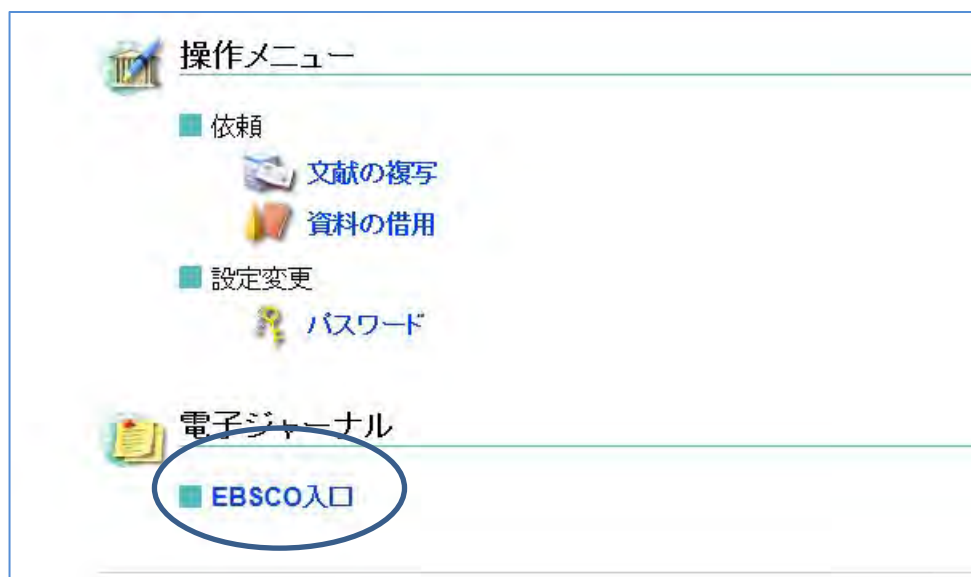 操作メニュー
依頼
文献の複写
資料の借用
設定変更
パスワード
電子ジャーナル
EBSCO入口